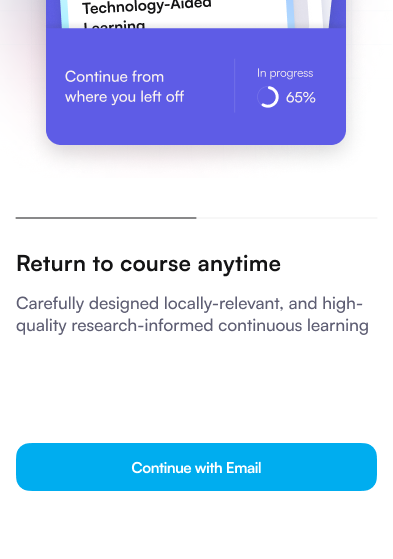 Technology-Aided
Learning
Continue from
where you left off
In progress
65%
Return to course anytime
Carefully designed locally-relevant, and high-
quality research-informed continuous learning
Continue with Email